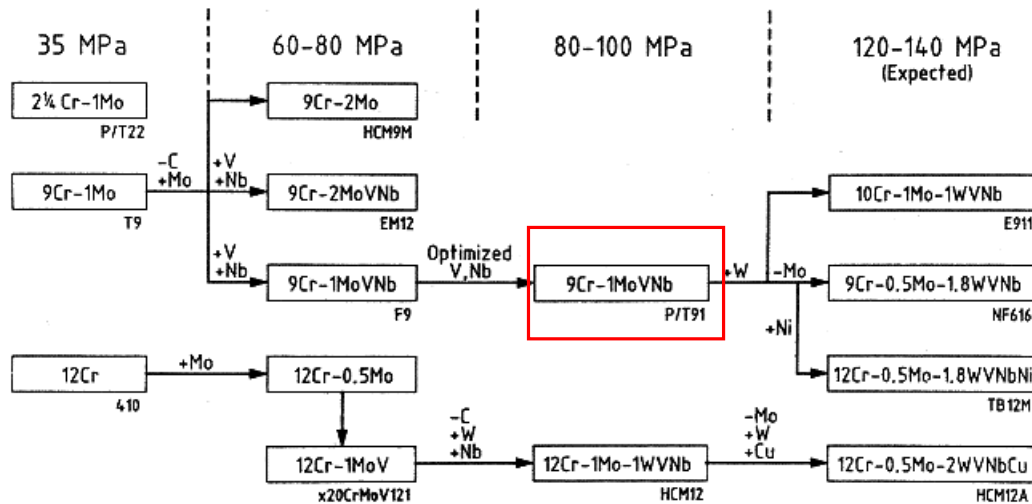 35 MPa
60-80 MPa
80-100 MPa
120-140 MPa
(Expected)
2¼ Cr-1Mo
P/T22
9Cr-2Mo
HCM9M
-C
+Mo
+V
+Nb
9Cr-1Mo
T9
9Cr-2MoVNb
EM12
10Cr-1Mo-1WVNb
E911
+V
+Nb
9Cr-1MoVNb
F9
Optimized
V,Nb
9Cr-1MoVNb
P/T91
+W
-Mo
9Cr-0.5Mo-1.8WVNb
NF616
+Ni
12Cr
410
+Mo
12Cr-0.5Mo
12Cr-0.5Mo-1.8WVNbNi
TB12M
12Cr-1MoV
x20CrMoV121
-C
+W
+Nb
12Cr-1Mo-1WVNb
HCM12
-Mo
+W
+Cu
12Cr-0.5Mo-2WVNbCu
HCM12A